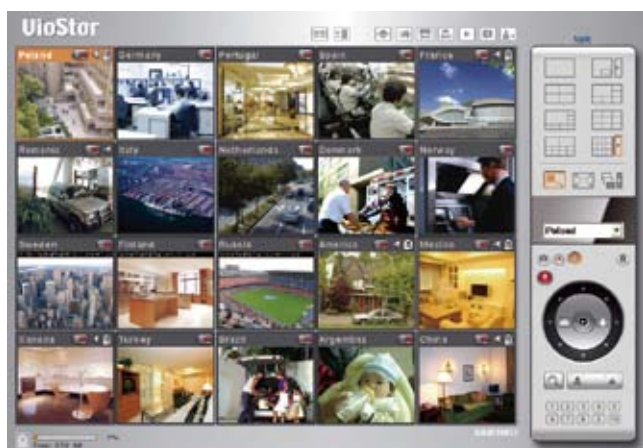 VioStor
Poland
Germany
Portugal
Spain
France
Romania
Italy
Netherlands
Denmark
Norway
Sweden
Finland
Russia
America
Mexico
Canada
Turkey
Brazil
Argentina
China
Poland